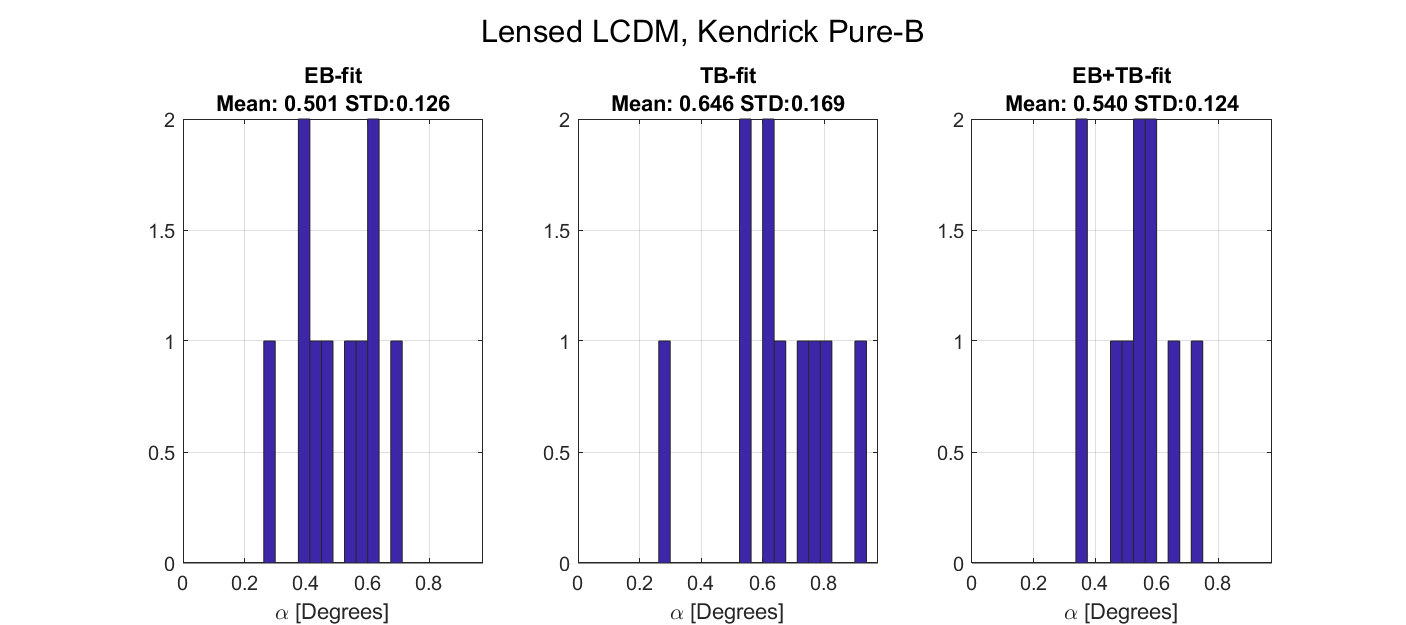 Lensed LCDM, Kendrick Pure-B
EB-fit
Mean: 0.501 STD:0.126
2
1.5
1
0.5
0
0 0.2 0.4 0.6 0.8
α [Degrees]
TB-fit
Mean: 0.646 STD:0.169
2
1.5
1
0.5
0
0 0.2 0.4 0.6 0.8
α [Degrees]
EB+TB-fit
Mean: 0.540 STD:0.124
2
1.5
1
0.5
0
0 0.2 0.4 0.6 0.8
α [Degrees]